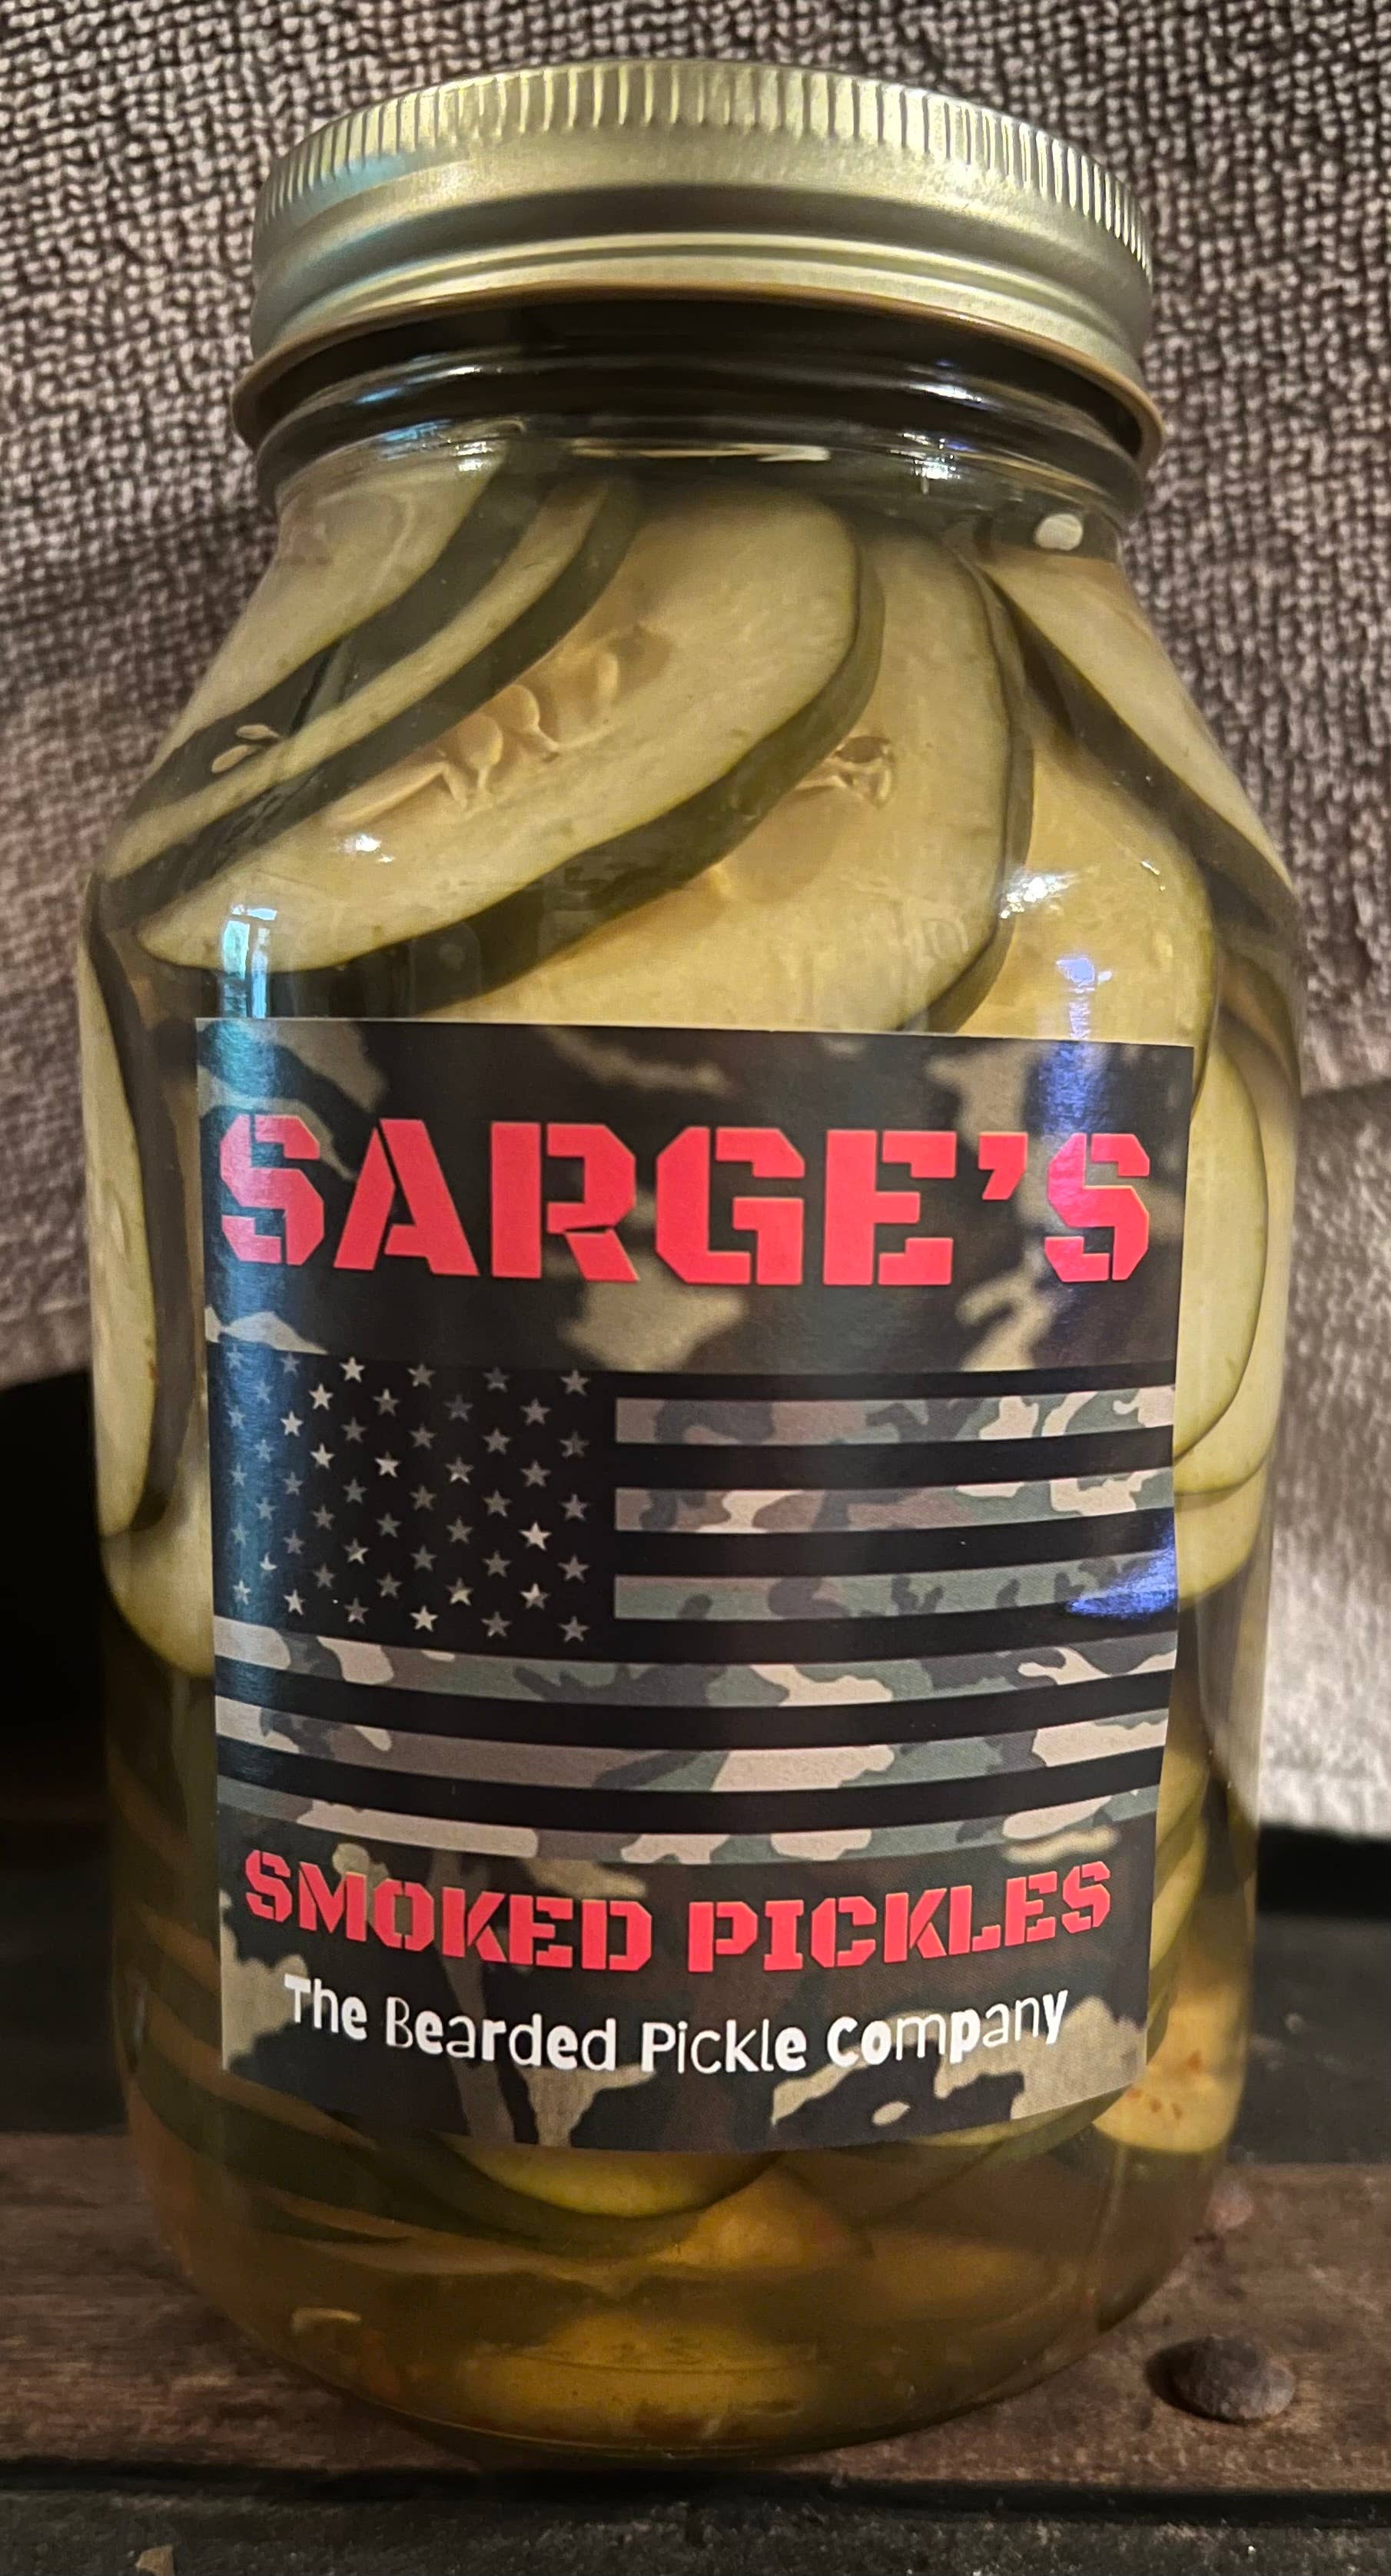 SARGE'S
SMOKED PICKLES
The Bearded Pickle Company